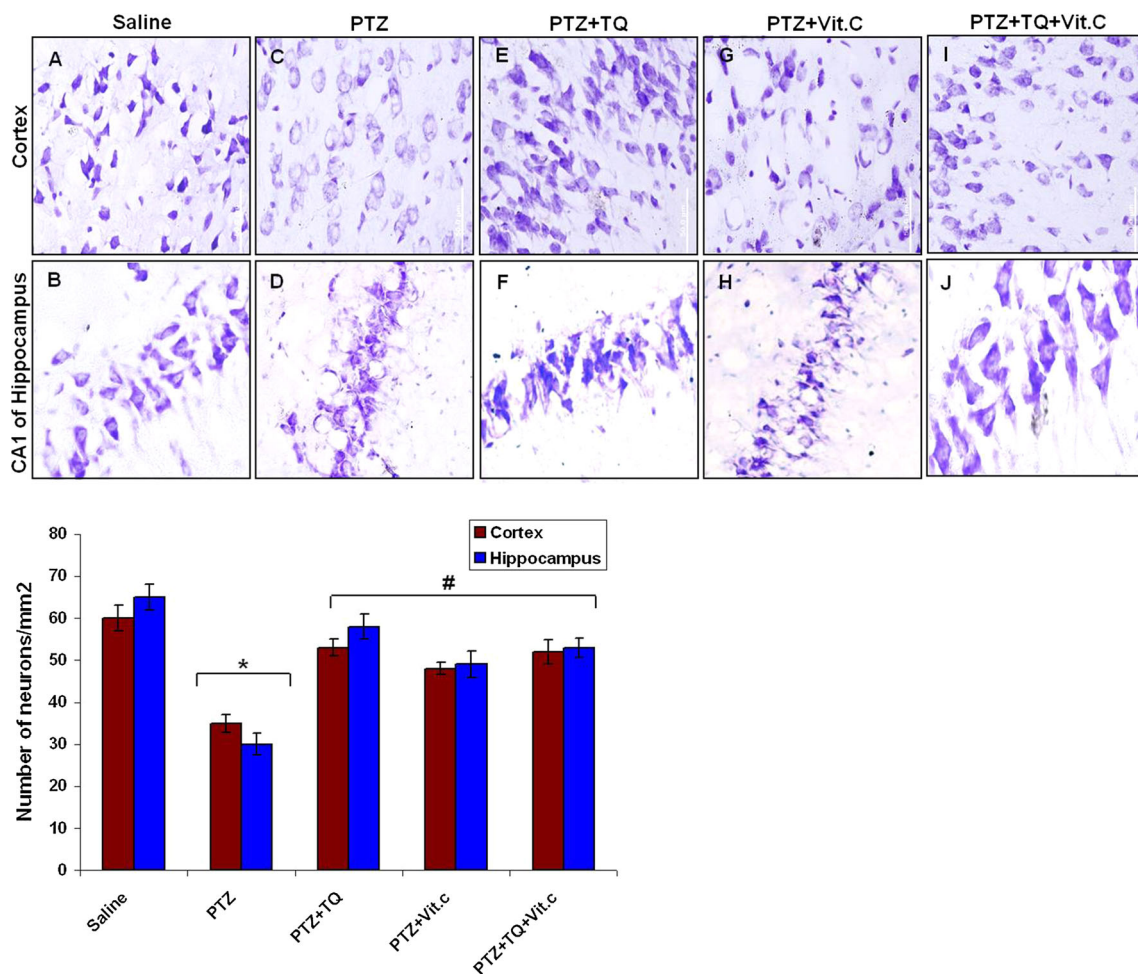 Saline PTZ PTZ+TQ PTZ+Vit.C PTZ+TQ+Vit.C
Cortex
A C E G I
CA1 of Hippocampus
B D F H J
Number of neurons/mm2
80
70
60
50
40
30
20
10
0
Cortex
Hippocampus
*
#
Saline PTZ PTZ+TQ PTZ+Vit.c PTZ+TQ+Vit.c